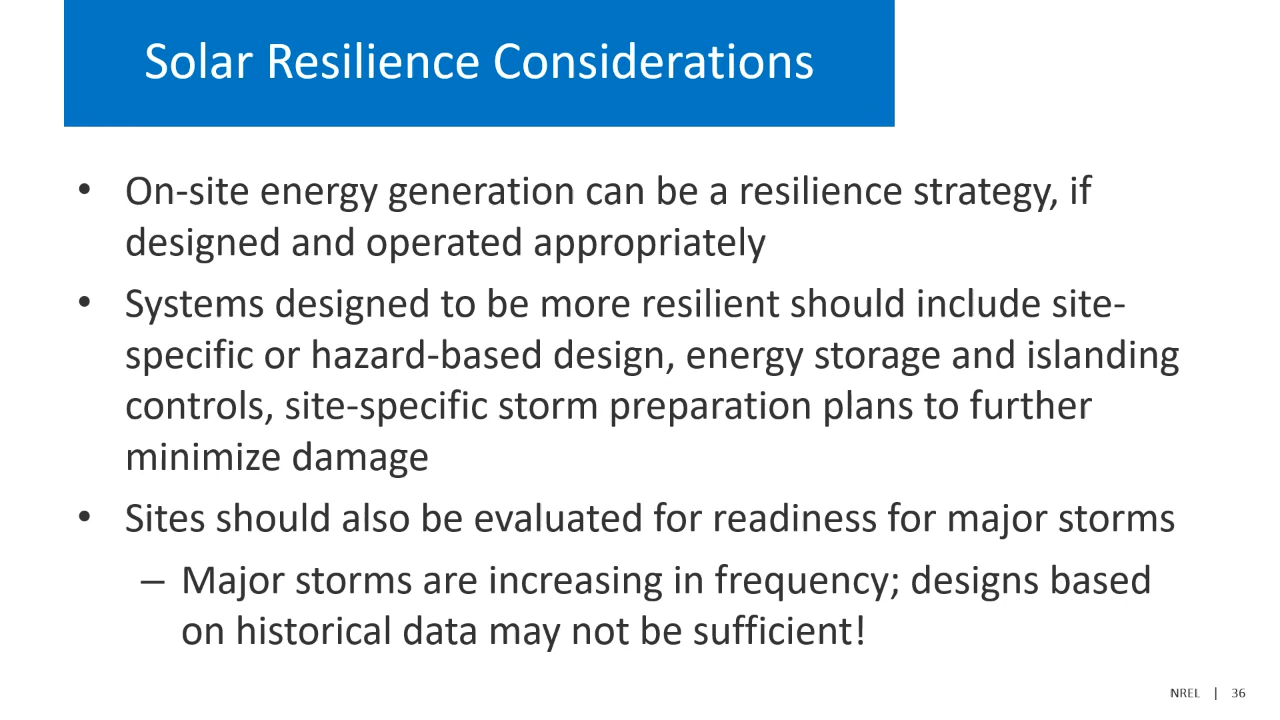 Solar Resilience Considerations
• On-site energy generation can be a resilience strategy, if
designed and operated appropriately
• Systems designed to be more resilient should include site-
specific or hazard-based design, energy storage and islanding
controls, site-specific storm preparation plans to further
minimize damage
• Sites should also be evaluated for readiness for major storms
– Major storms are increasing in frequency; designs based
on historical data may not be sufficient!
NREL | 36